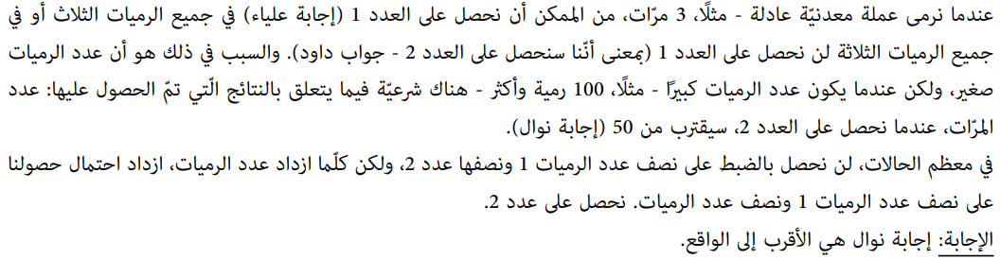 عندما نرمى عملة معدنيّة عادلة - مثلًا، 3 مرّات، من الممكن أن نحصل على العدد 1 (إجابة علياء) في جميع الرميات الثلاث أو في
جميع الرميات الثلاثة لن نحصل على العدد 1 (بمعنى أنّنا سنحصل على العدد 2 - جواب داود). والسبب في ذلك هو أن عدد الرميات
صغير، ولكن عندما يكون عدد الرميات كبيرًا - مثلًا، 100 رمية وأكثر - هناك شرعيّة فيما يتعلق بالنتائج الّتي تمّ الحصول عليها: عدد
المرّات، عندما نحصل على العدد 2، سيقترب من 50 (إجابة نوال).
في معظم الحالات، لن نحصل بالضبط على نصف عدد الرميات 1 ونصفها عدد 2، ولكن كلّما ازداد عدد الرميات، ازداد احتمال حصولنا
على نصف عدد الرميات 1 ونصف عدد الرميات. نحصل على عدد 2.
الإجابة: إجابة نوال هي الأقرب إلى الواقع.